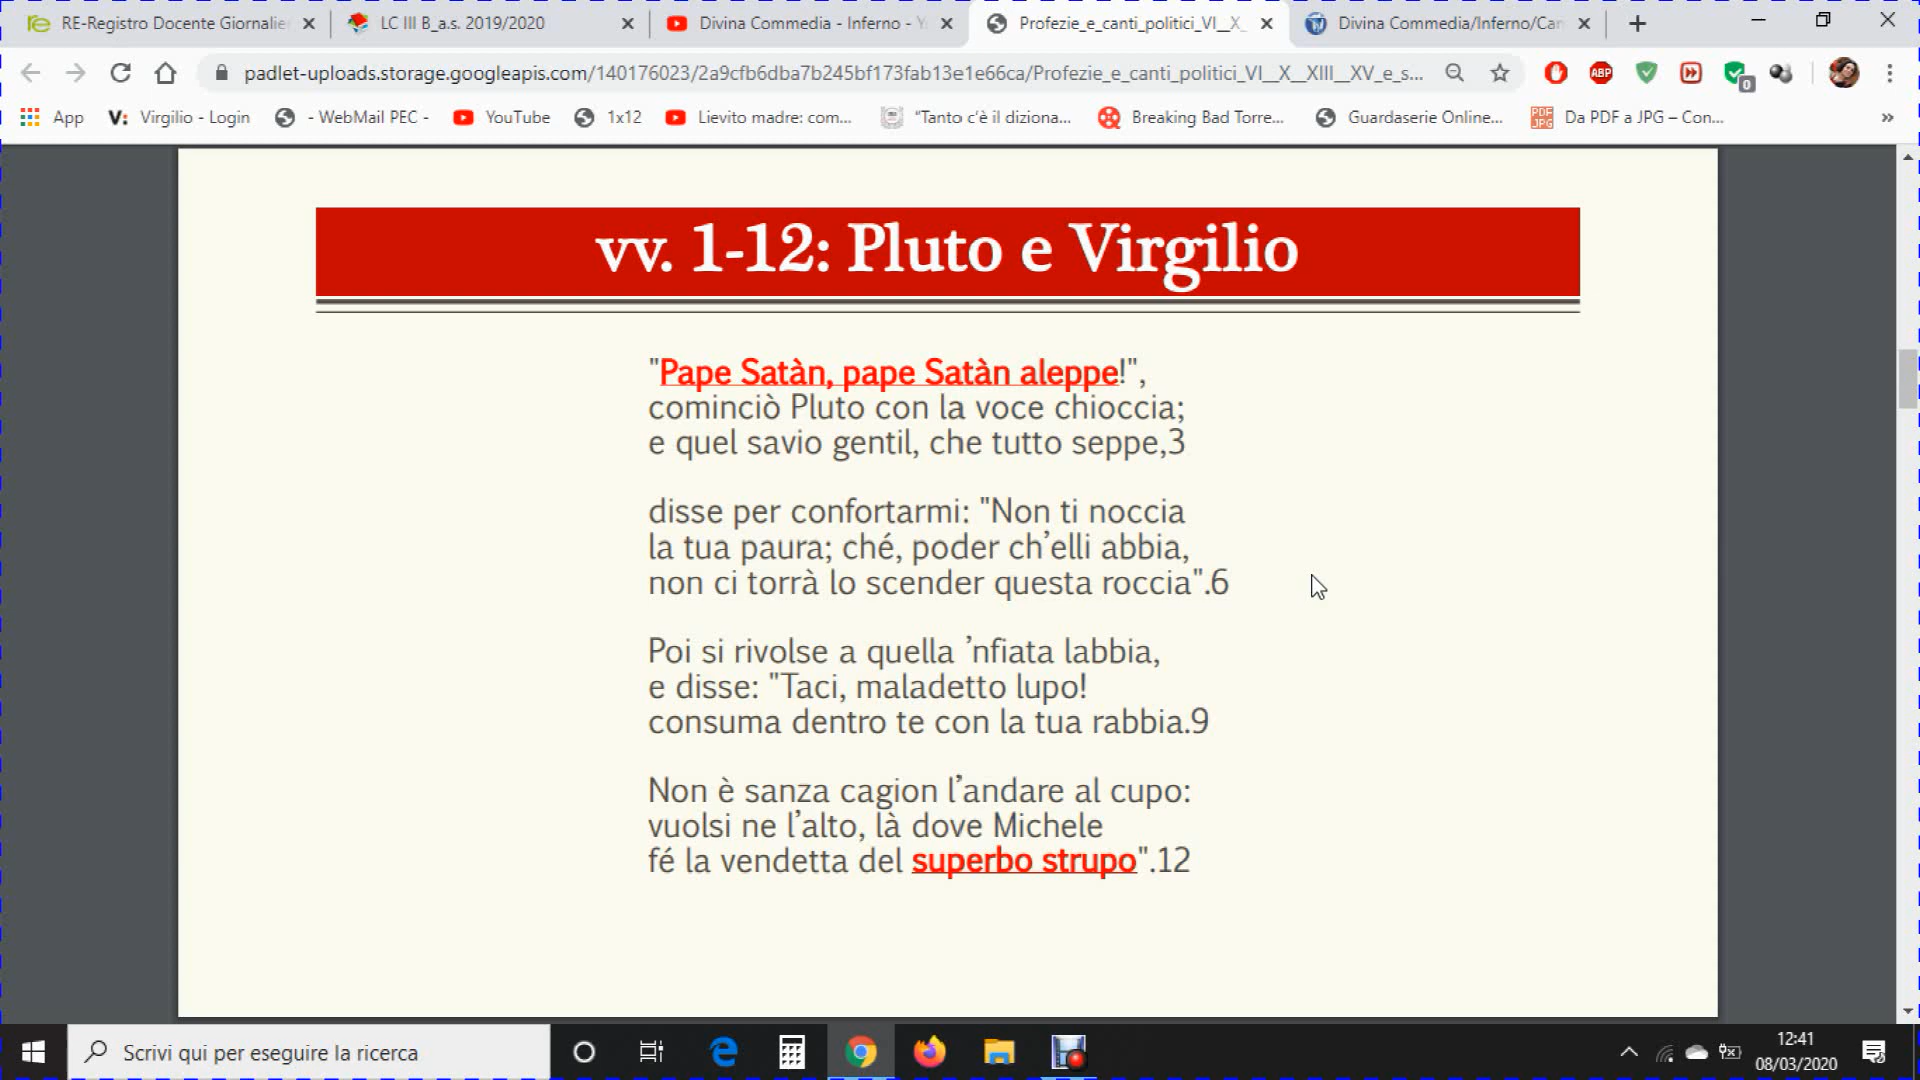 RE-Registro Docente Giornalie
LC III B_a.s. 2019/2020
Divina Commedia - Inferno - Y
Profezie_e_canti_politici_VI__X_
Divina Commedia/Inferno/Can
padlet-uploads.storage.googleapis.com/140176023/2a9cfb6dba7b245bf173fab13e1e66ca/Profezie_e_canti_politici_VI__X__XIII__XV_e_s...
ABP
0
App
V: Virgilio - Login
- WebMail PEC -
YouTube
1x12
Lievito madre: com...
"Tanto c'è il diziona...
Breaking Bad Torre...
Guardaserie Online...
PDF JPG
Da PDF a JPG – Con...
»
vv. 1-12: Pluto e Virgilio
"Pape Satàn, pape Satàn aleppe!",
cominciò Pluto con la voce chioccia;
e quel savio gentil, che tutto seppe,3
disse per confortarmi: "Non ti noccia
la tua paura; ché, poder ch'elli abbia,
non ci torrà lo scender questa roccia".6
Poi si rivolse a quella 'nfiata labbia,
e disse: "Taci, maladetto lupo!
consuma dentro te con la tua rabbia.9
Non è sanza cagion l'andare al cupo:
vuolsi ne l'alto, là dove Michele
fé la vendetta del superbo strupo".12
Scrivi qui per eseguire la ricerca
12:41
08/03/2020